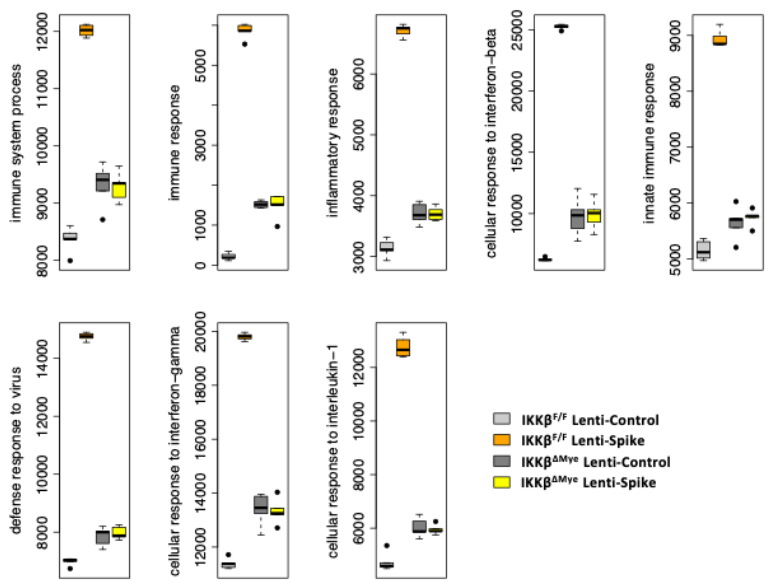 immune system process
8000
9000
10000
11000
12000
immune response
0
1000
3000
5000
inflammatory response
3000
4000
5000
6000
cellular response to interferon−beta
10000
15000
20000
25000
innate immune response
5000
6000
7000
8000
9000
defense response to virus
8000
10000
12000
14000
cellular response to interferon−gamma
12000
14000
16000
18000
20000
cellular response to interleukin−1
6000
8000
10000
12000
IKKβF/F Lenti-Control
IKKβF/F Lenti-Spike
IKKβΔMye Lenti-Control
IKKβΔMye Lenti-Spike